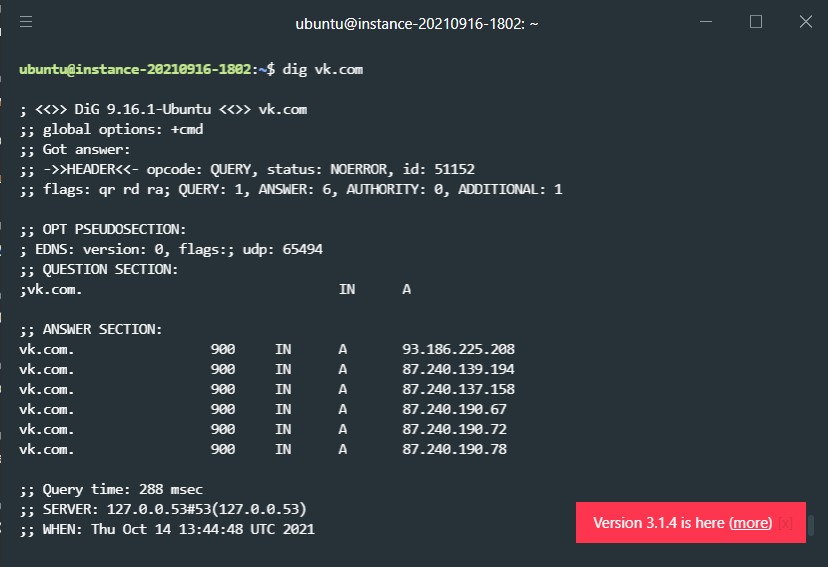 ubuntu@instance-20210916-1802: ~
ubuntu@instance-20210916-1802:~$ dig vk.com
; <<>> DiG 9.16.1-Ubuntu <<>> vk.com
;; global options: +cmd
;; Got answer:
;; ->>HEADER<<- opcode: QUERY, status: NOERROR, id: 51152
;; flags: qr rd ra; QUERY: 1, ANSWER: 6, AUTHORITY: 0, ADDITIONAL: 1
;; OPT PSEUDOSECTION:
; EDNS: version: 0, flags:; udp: 65494
;; QUESTION SECTION:
;vk.com. IN A
;; ANSWER SECTION:
vk.com. 900 IN A 93.186.225.208
vk.com. 900 IN A 87.240.139.194
vk.com. 900 IN A 87.240.137.158
vk.com. 900 IN A 87.240.190.67
vk.com. 900 IN A 87.240.190.72
vk.com. 900 IN A 87.240.190.78
;; Query time: 288 msec
;; SERVER: 127.0.0.53#53(127.0.0.53)
;; WHEN: Thu Oct 14 13:44:48 UTC 2021
Version 3.1.4 is here (more) [x]